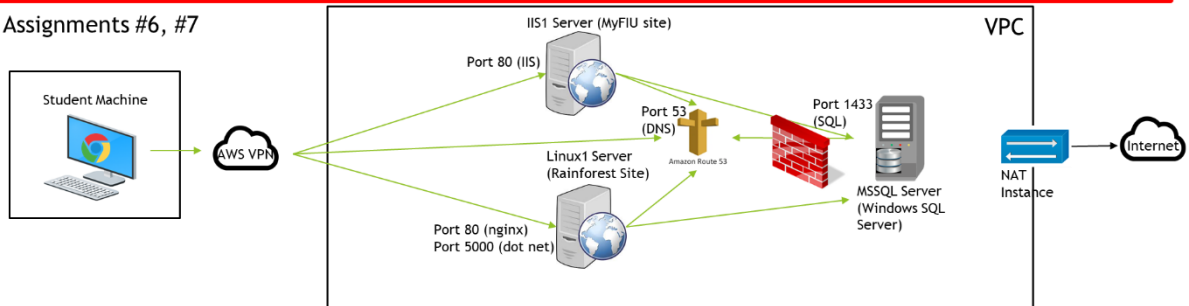 Assignments #6, #7
IIS1 Server (MyFIU site)
VPC
Port 80 (IIS)
Student Machine
AWS VPN
Port 53
(DNS)
Amazon Route 53
Port 1433
(SQL)
Linux1 Server
(Rainforest Site)
Port 80 (nginx)
Port 5000 (dot net)
MSSQL Server
(Windows SQL
Server)
NAT
Instance
Internet